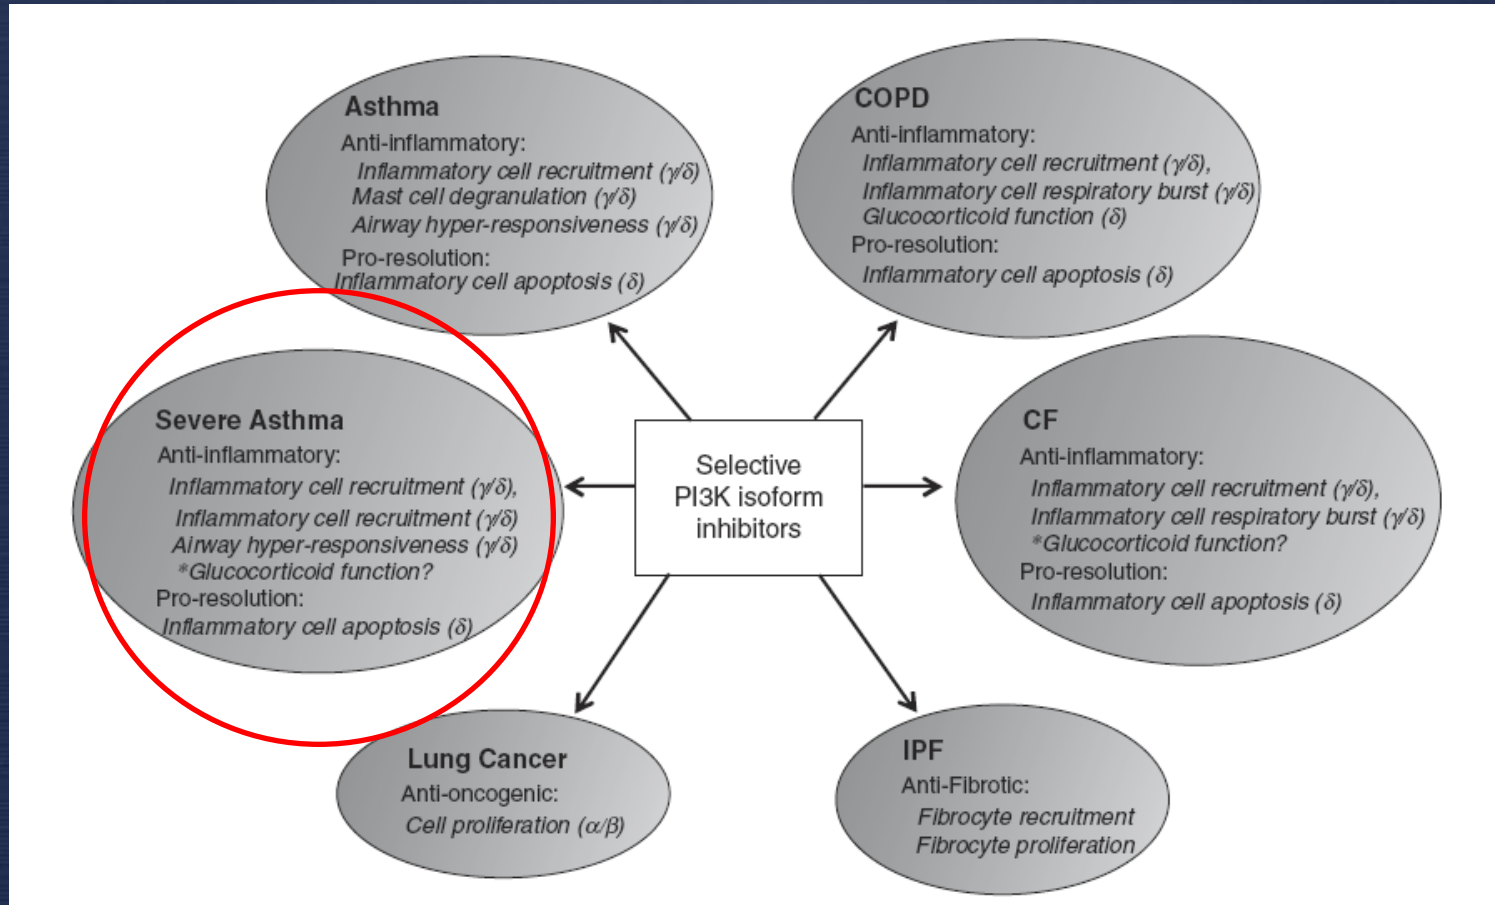 Asthma
Anti-inflammatory:
Inflammatory cell recruitment (γ/δ)
Mast cell degranulation (γ/δ)
Airway hyper-responsiveness (γ/δ)
Pro-resolution:
Inflammatory cell apoptosis (δ)
COPD
Anti-inflammatory:
Inflammatory cell recruitment (γ/δ),
Inflammatory cell respiratory burst (γ/δ)
Glucocorticoid function (δ)
Pro-resolution:
Inflammatory cell apoptosis (δ)
Severe Asthma
Anti-inflammatory:
Inflammatory cell recruitment (γ/δ),
Inflammatory cell recruitment (γ/δ)
Airway hyper-responsiveness (γ/δ)
*Glucocorticoid function?
Pro-resolution:
Inflammatory cell apoptosis (δ)
Selective
PI3K isoform
inhibitors
CF
Anti-inflammatory:
Inflammatory cell recruitment (γ/δ),
Inflammatory cell respiratory burst (γ/δ)
*Glucocorticoid function?
Pro-resolution:
Inflammatory cell apoptosis (δ)
Lung Cancer
Anti-oncogenic:
Cell proliferation (α/β)
IPF
Anti-Fibrotic:
Fibrocyte recruitment
Fibrocyte proliferation